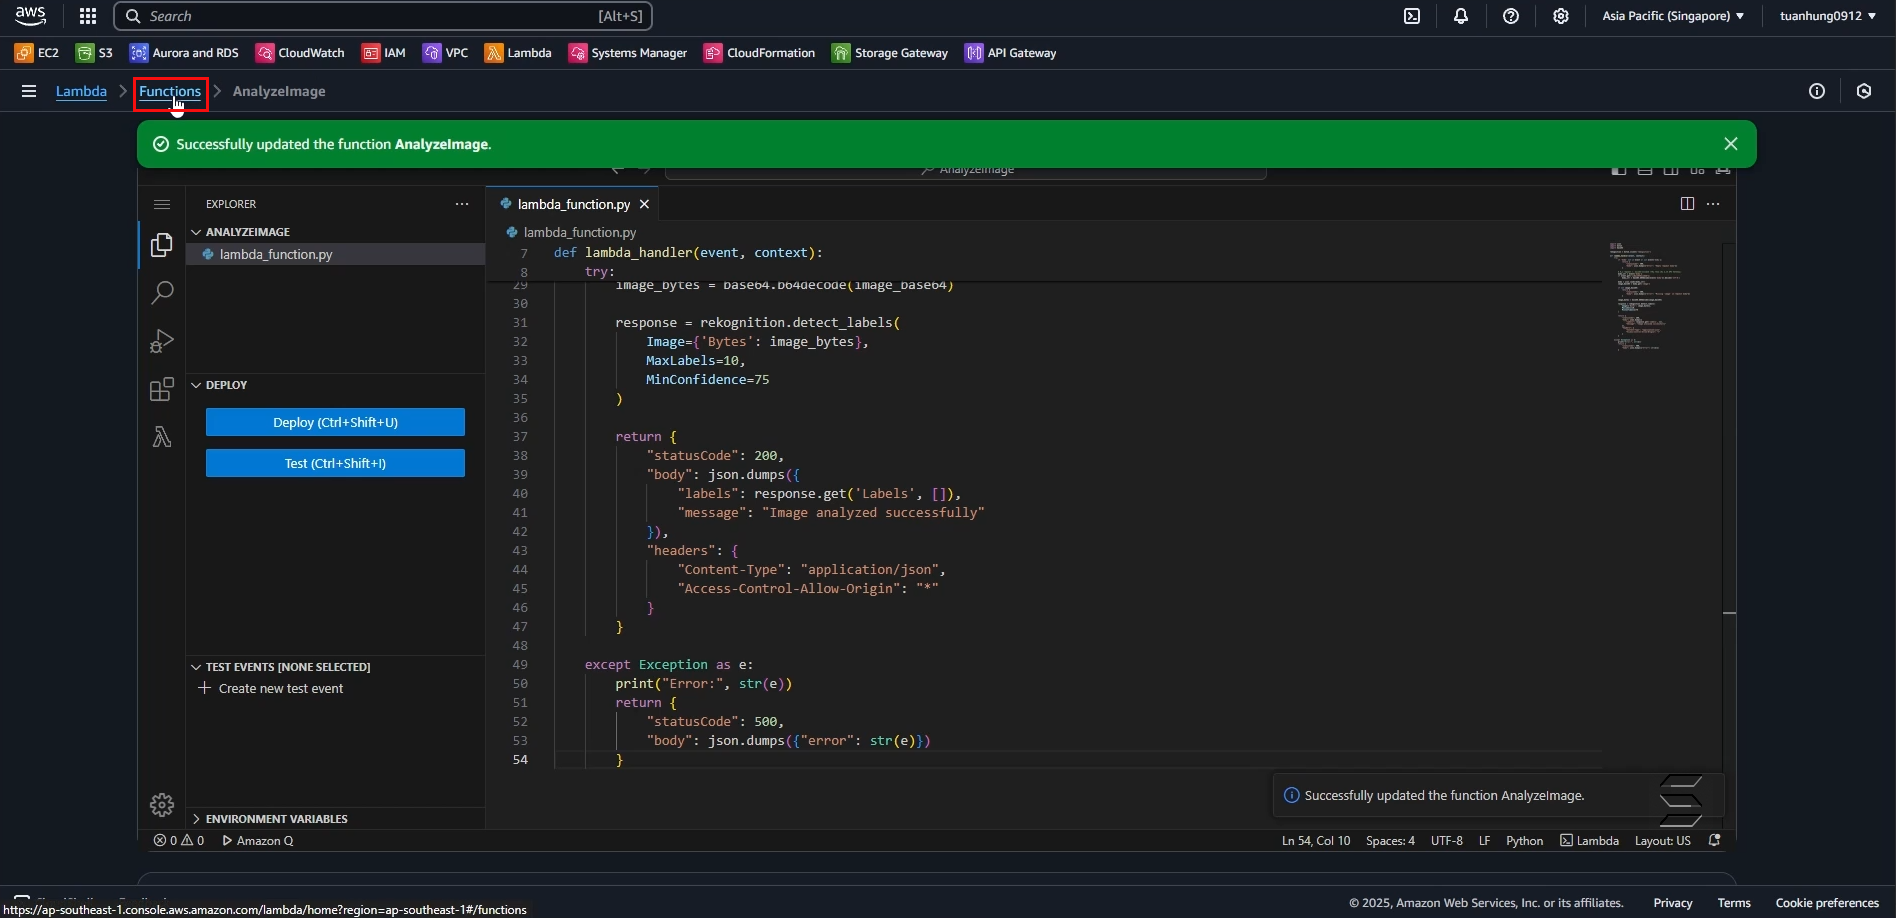 aws
Search [Alt+S]
Asia Pacific (Singapore) ▼
tuanhung0912 ▼
EC2 S3 Aurora and RDS CloudWatch IAM VPC Lambda Systems Manager CloudFormation Storage Gateway API Gateway
Lambda > Functions > AnalyzeImage
Successfully updated the function AnalyzeImage.
AnalyzeImage
EXPLORER
lambda_function.py
ANALYZEIMAGE
lambda_function.py
DEPLOY
Deploy (Ctrl+Shift+U)
Test (Ctrl+Shift+I)
TEST EVENTS [NONE SELECTED]
Create new test event
ENVIRONMENT VARIABLES
lambda_function.py
7 def lambda_handler(event, context):
8 try:
29 image_bytes = base64.b64decode(image_base64)
30
31 response = rekognition.detect_labels(
32 Image={'Bytes': image_bytes},
33 MaxLabels=10,
34 MinConfidence=75
35 )
36
37 return {
38 "statusCode": 200,
39 "body": json.dumps({
40 "labels": response.get('Labels', []),
41 "message": "Image analyzed successfully"
42 }),
43 "headers": {
44 "Content-Type": "application/json",
45 "Access-Control-Allow-Origin": "*"
46 }
47 }
48
49 except Exception as e:
50 print("Error:", str(e))
51 return {
52 "statusCode": 500,
53 "body": json.dumps({"error": str(e)})
54 }
Successfully updated the function AnalyzeImage.
0 0 Amazon Q
Ln 54, Col 10 Spaces: 4 UTF-8 LF Python Lambda Layout: US
https://ap-southeast-1.console.aws.amazon.com/lambda/home?region=ap-southeast-1#/functions
© 2025, Amazon Web Services, Inc. or its affiliates. Privacy Terms Cookie preferences